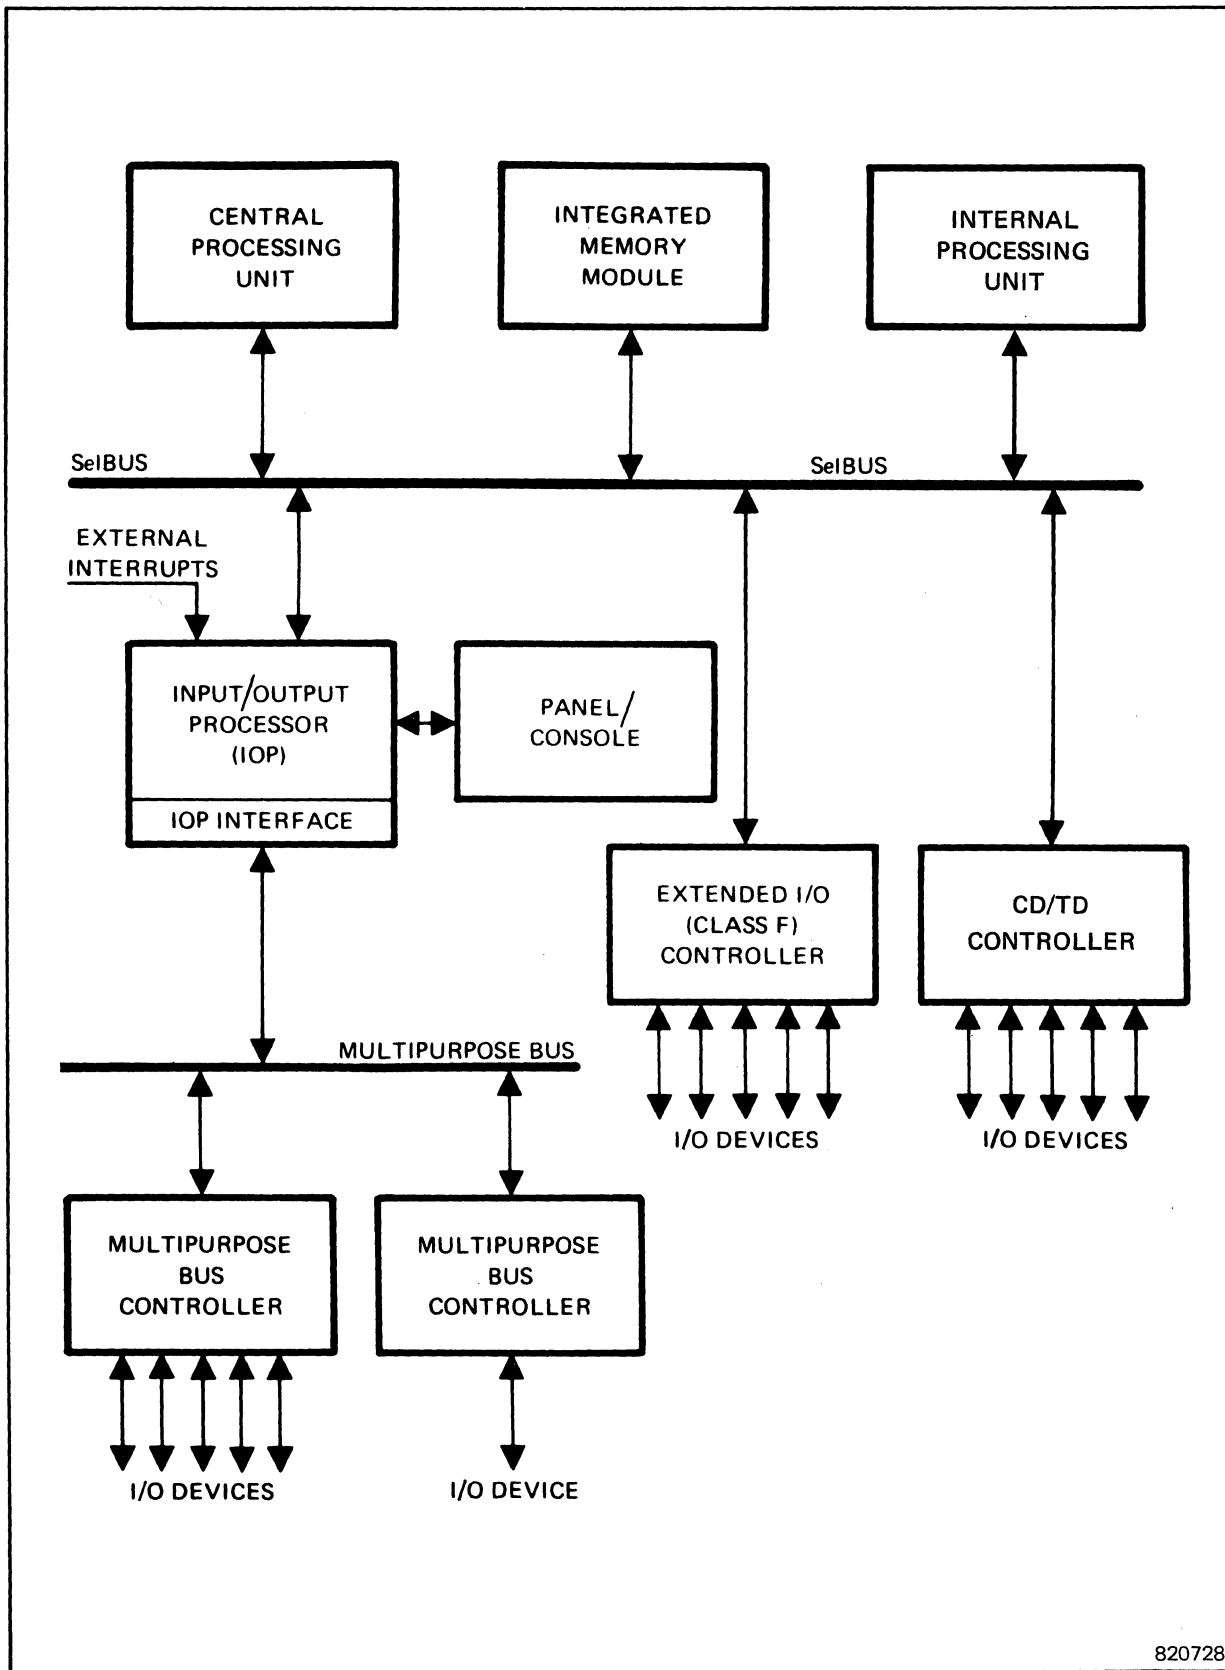 CENTRAL
PROCESSING
UNIT
INTEGRATED
MEMORY
MODULE
INTERNAL
PROCESSING
UNIT
SelBUS
SelBUS
EXTERNAL
INTERRUPTS
INPUT/OUTPUT
PROCESSOR
(IOP)
IOP INTERFACE
PANEL/
CONSOLE
EXTENDED I/O
(CLASS F)
CONTROLLER
CD/TD
CONTROLLER
I/O DEVICES
I/O DEVICES
MULTIPURPOSE BUS
MULTIPURPOSE
BUS
CONTROLLER
MULTIPURPOSE
BUS
CONTROLLER
I/O DEVICES
I/O DEVICE
820728